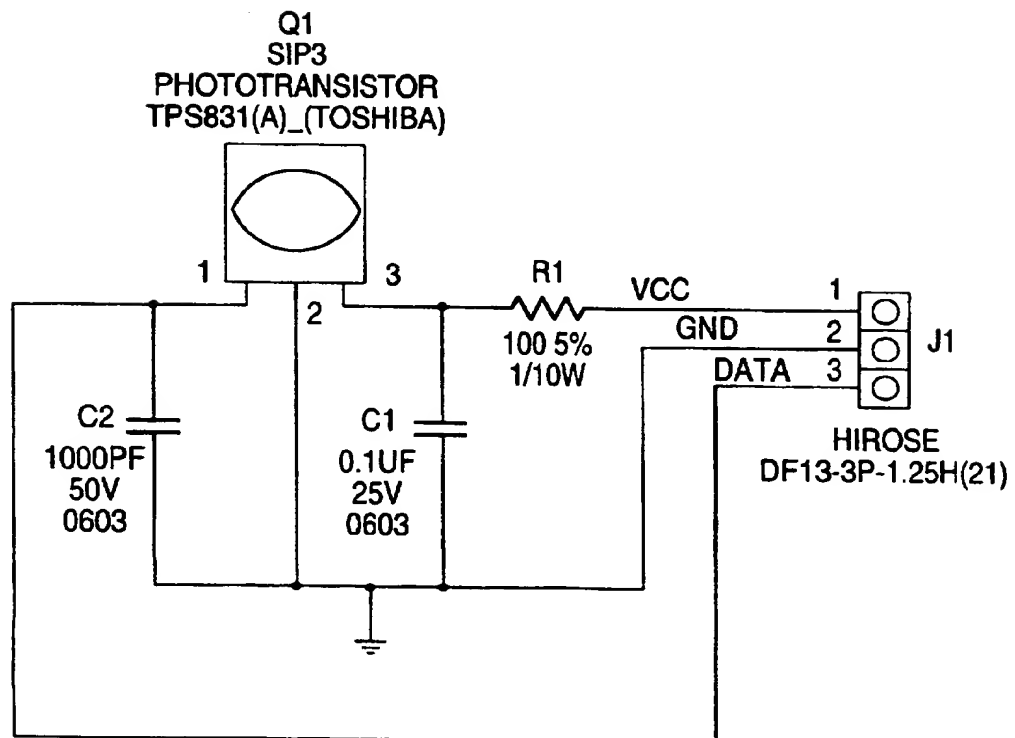 Q1
SIP3
PHOTOTRANSISTOR
TPS831(A)_(TOSHIBA)
1
2
3
R1
100 5%
1/10W
VCC
GND
DATA
1
2
3
J1
HIROSE
DF13-3P-1.25H(21)
C2
1000PF
50V
0603
C1
0.1UF
25V
0603